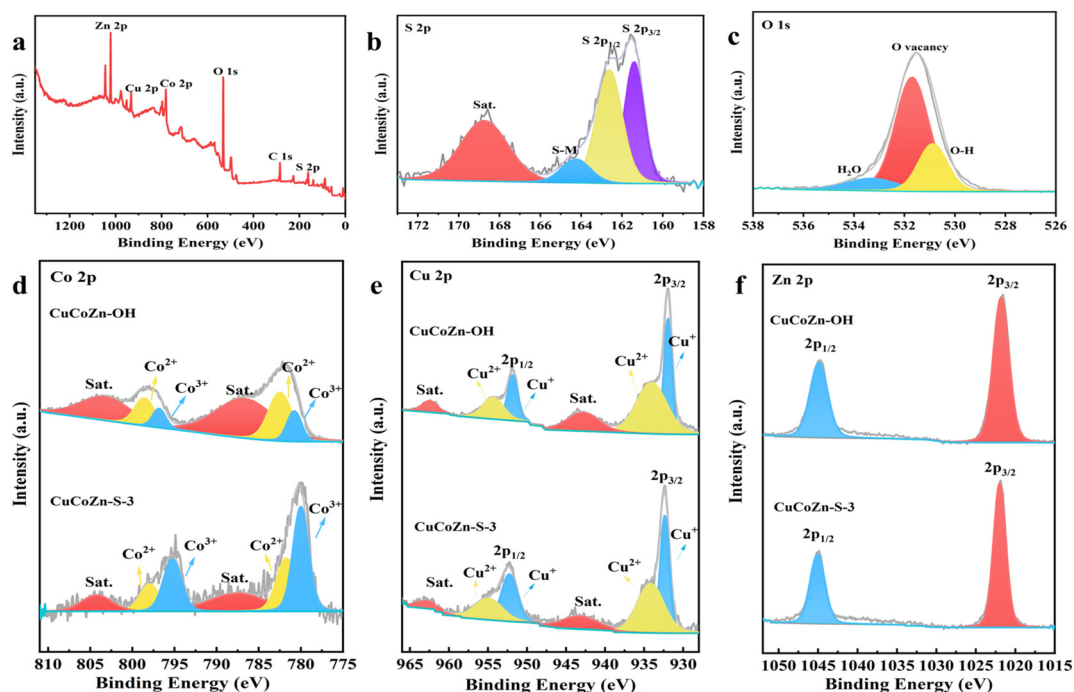 a
Zn 2p
Cu 2p
Co 2p
O 1s
C 1s
S 2p
Intensity (a.u.)
1200 1000 800 600 400 200 0
Binding Energy (eV)
b
S 2p
Sat.
S-M
S 2p1/2
S 2p3/2
Intensity (a.u.)
173 170 168 166 164 162 160 158
Binding Energy (eV)
c
O 1s
O vacancy
H2O
O-H
Intensity (a.u.)
538 536 534 532 530 528 526
Binding Energy (eV)
d
Co 2p
CuCoZn-OH
Sat.
Co2+
Co3+
Sat.
Co2+
Co3+
CuCoZn-S-3
Sat.
Co2+
Co3+
Sat.
Co2+
Co3+
Intensity (a.u.)
810 805 800 795 785 780 775
Binding Energy (eV)
e
Cu 2p
CuCoZn-OH
Sat.
Cu2+
2p1/2
Cu+
Sat.
Cu2+
2p3/2
Cu+
CuCoZn-S-3
Sat.
Cu2+
2p1/2
Cu+
Sat.
Cu2+
2p3/2
Cu+
Intensity (a.u.)
965 960 955 950 940 935 930
Binding Energy (eV)
f
Zn 2p
CuCoZn-OH
2p1/2
2p3/2
CuCoZn-S-3
2p1/2
2p3/2
Intensity (a.u.)
1050 1045 1040 1030 1025 1020 1015
Binding Energy (eV)